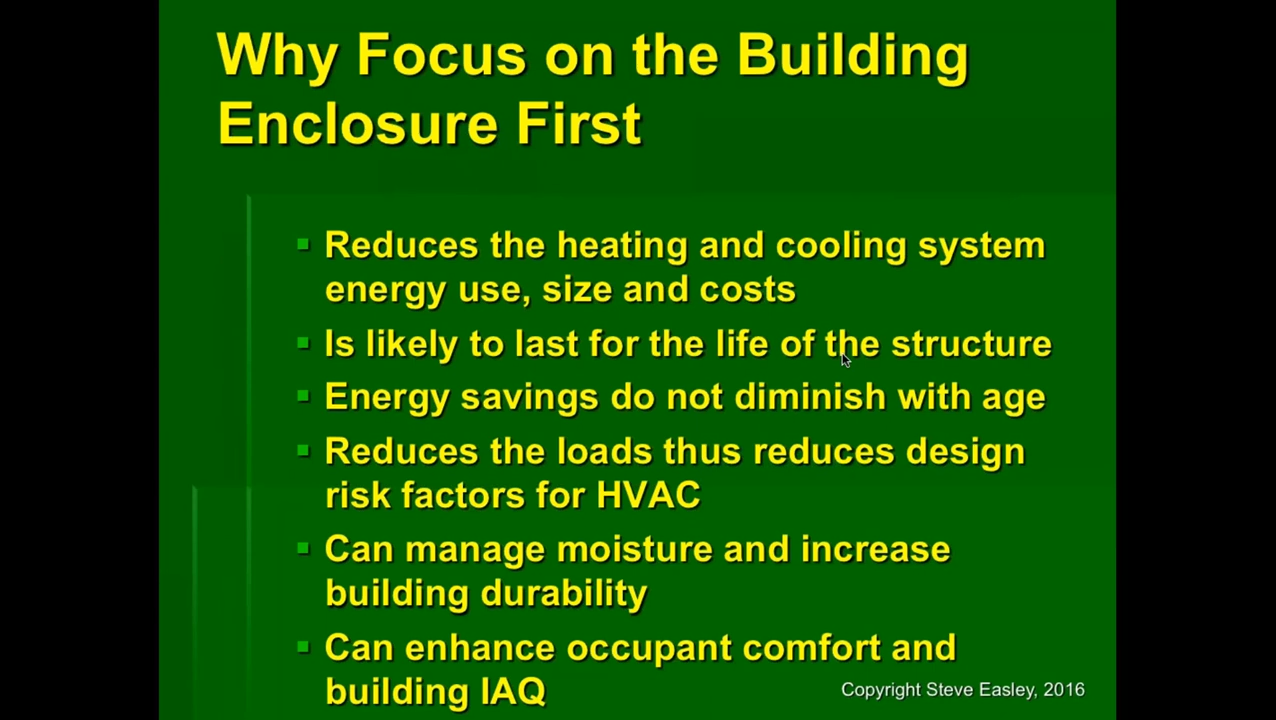 Why Focus on the Building
Enclosure First
Reduces the heating and cooling system
energy use, size and costs
Is likely to last for the life of the structure
Energy savings do not diminish with age
Reduces the loads thus reduces design
risk factors for HVAC
Can manage moisture and increase
building durability
Can enhance occupant comfort and
building IAQ
Copyright Steve Easley, 2016